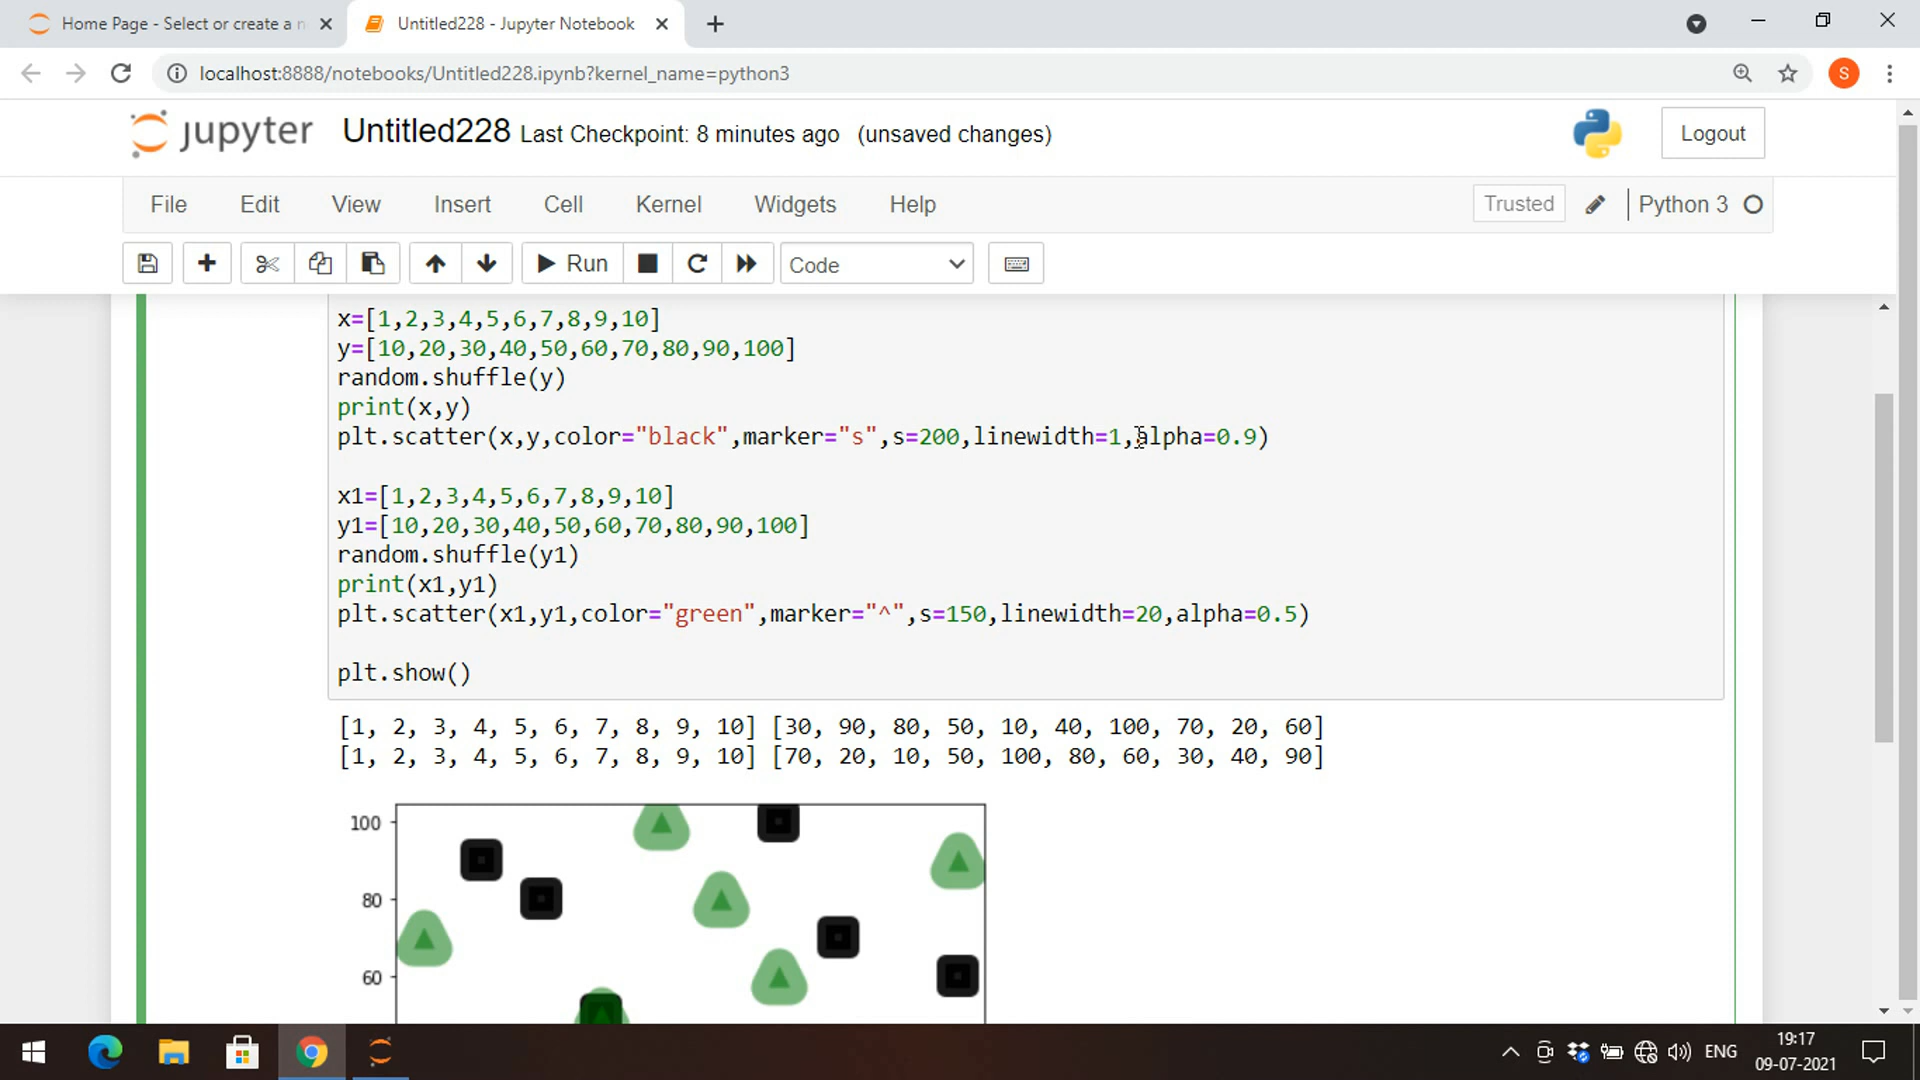 Home Page - Select or create a n
Untitled228 - Jupyter Notebook
localhost:8888/notebooks/Untitled228.ipynb?kernel_name=python3
S
jupyter Untitled228 Last Checkpoint: 8 minutes ago (unsaved changes)
Logout
File Edit View Insert Cell Kernel Widgets Help
Trusted Python 3
Run Code
x=[1,2,3,4,5,6,7,8,9,10]
y=[10,20,30,40,50,60,70,80,90,100]
random.shuffle(y)
print(x,y)
plt.scatter(x,y,color="black",marker="s",s=200,linewidth=1,alpha=0.9)
x1=[1,2,3,4,5,6,7,8,9,10]
y1=[10,20,30,40,50,60,70,80,90,100]
random.shuffle(y1)
print(x1,y1)
plt.scatter(x1,y1,color="green",marker="^",s=150,linewidth=20,alpha=0.5)
plt.show()
[1, 2, 3, 4, 5, 6, 7, 8, 9, 10] [30, 90, 80, 50, 10, 40, 100, 70, 20, 60]
[1, 2, 3, 4, 5, 6, 7, 8, 9, 10] [70, 20, 10, 50, 100, 80, 60, 30, 40, 90]
100
80
60
ENG
19:17
09-07-2021